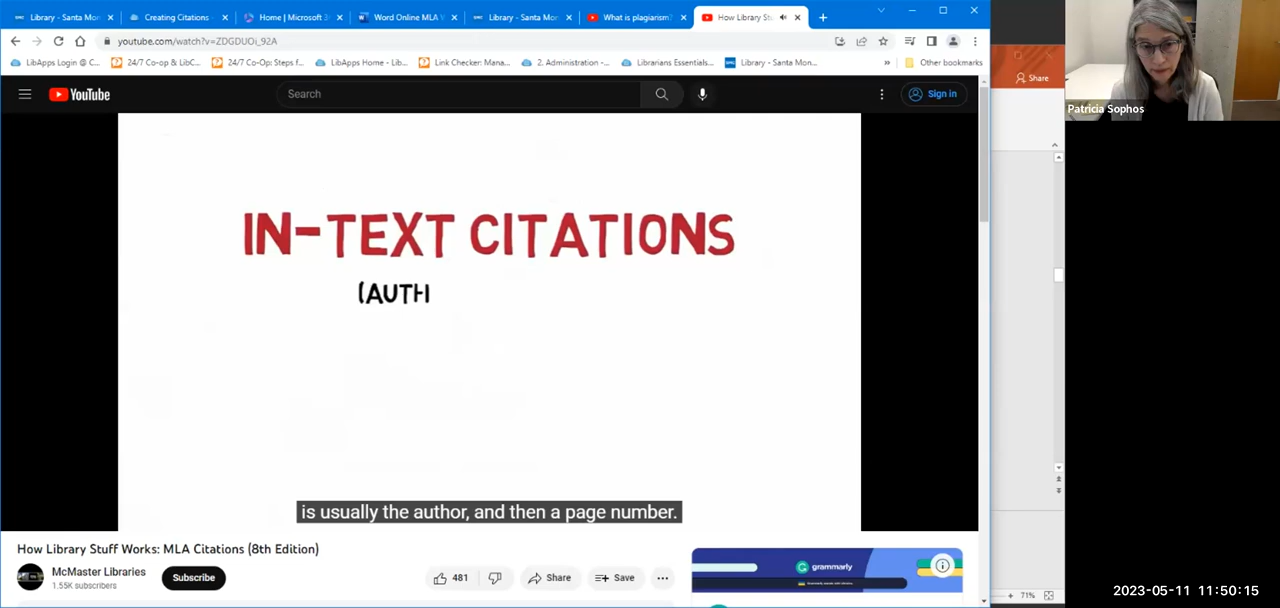 Library - Santa Mo
Creating Citations -
Home | Microsoft 3
Word Online MLA V
Library - Santa Mo
What is plagiarism?
How Library St
youtube.com/watch?v=ZDGDUOi_92A
LibApps Login @ C...
24/7 Co-op & LibC...
24/7 Co-Op: Steps f...
LibApps Home - Lib...
Link Checker: Mana...
2. Administration -...
Librarians Essentials...
Library - Santa Mon...
Other bookmarks
Share
Patricia Sophos
YouTube
Search
Sign in
IN-TEXT CITATIONS
(AUTH
is usually the author, and then a page number.
How Library Stuff Works: MLA Citations (8th Edition)
McMaster Libraries
1.55K subscribers
Subscribe
481
Share
Save
grammarly
71%
2023-05-11 11:50:15